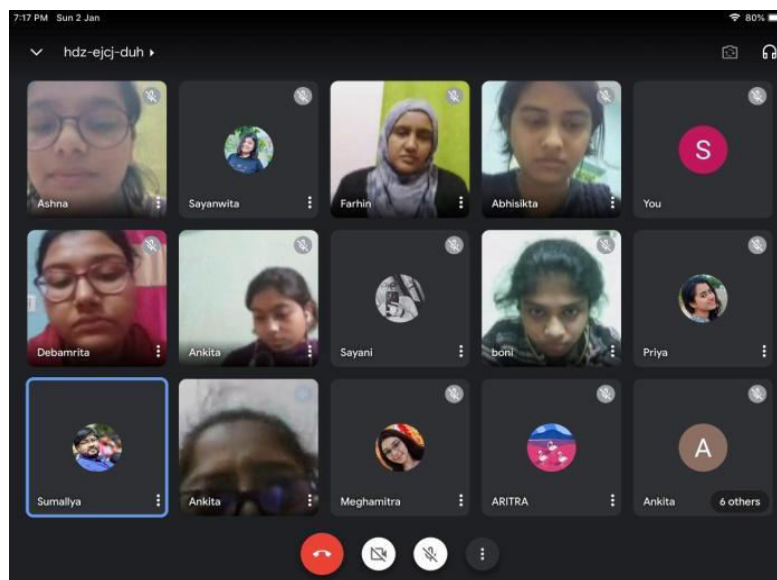 7:17 PM Sun 2 Jan 80%
hdz-ejcj-duh
Ashna Sayanwita Farhin Abhisikta S You
Debamrita Ankita Sayani boni Priya
Sumallya Ankita Meghamitra ARITRA A Ankita 6 others